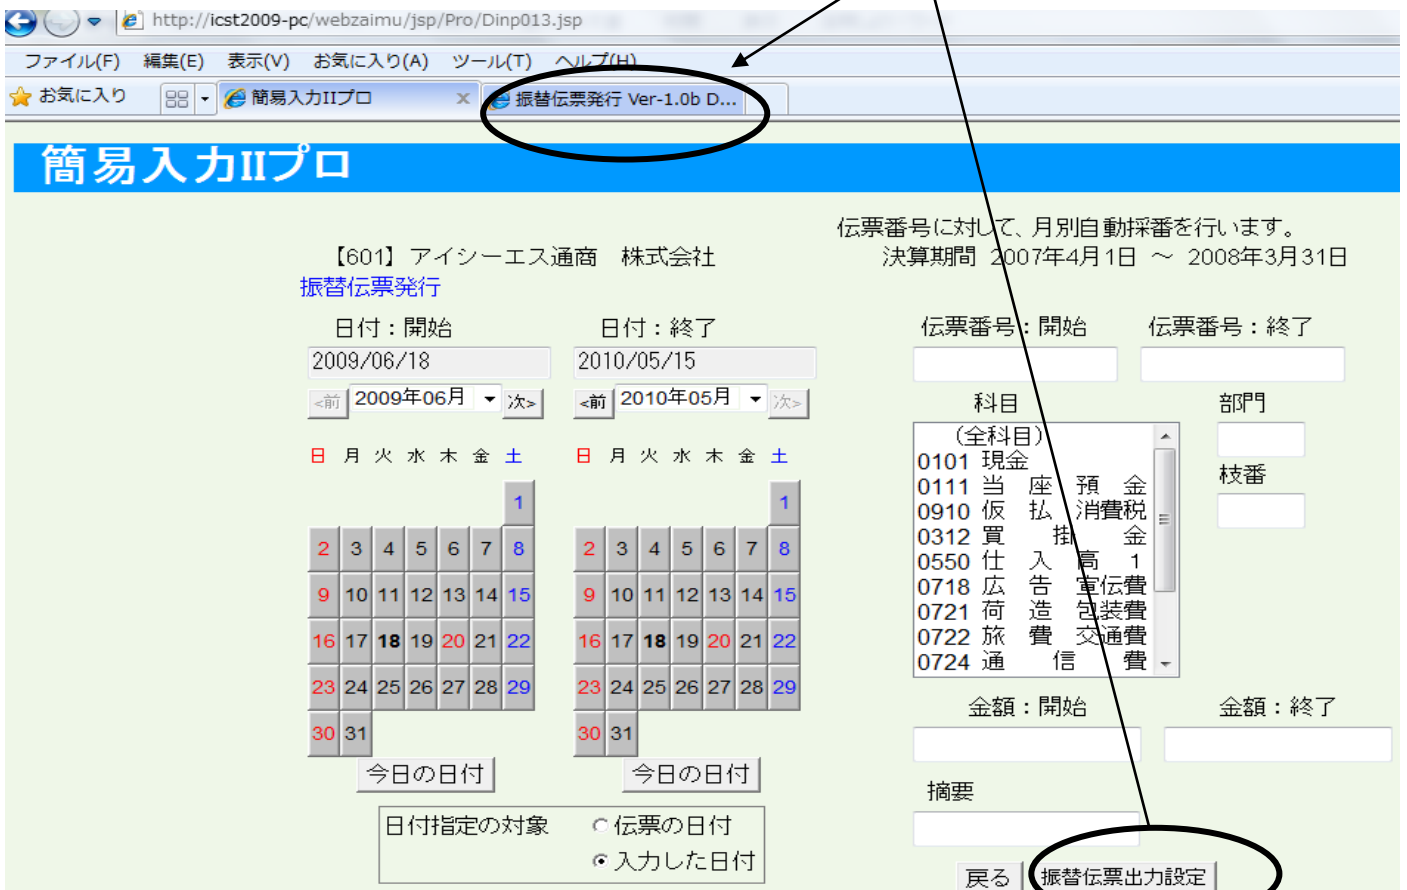 http://icst2009-pc/webzaimu/jsp/Pro/Dinp013.jsp
ファイル(F) 編集(E) 表示(V) お気に入り(A) ツール(T) ヘルプ(H)
お気に入り 簡易入力IIプロ x 振替伝票発行 Ver-1.0b D...
簡易入力IIプロ
伝票番号に対して、月別自動採番を行います。
【601】アイシーエス通商 株式会社 決算期間 2007年4月1日 ～ 2008年3月31日
振替伝票発行
日付：開始 日付：終了 伝票番号：開始 伝票番号：終了
2009/06/18 2010/05/15
<前 2009年06月 次> <前 2010年05月 次>
科目 部門
(全科目)
0101 現金
0111 当 座 預 金
0910 仮 払 消費税
0312 買 掛 金
0550 仕 入 高 1
0718 広 告 宣伝費
0721 荷 造 包装費
0722 旅 費 交通費
0724 通 信 費
枝番
日 月 火 水 木 金 土 日 月 火 水 木 金 土
1 1
2 3 4 5 6 7 8 2 3 4 5 6 7 8
9 10 11 12 13 14 15 9 10 11 12 13 14 15
16 17 18 19 20 21 22 16 17 18 19 20 21 22
23 24 25 26 27 28 29 23 24 25 26 27 28 29
30 31 30 31
今日の日付 今日の日付
金額：開始 金額：終了
摘要
日付指定の対象 伝票の日付
入力した日付
戻る 振替伝票出力設定